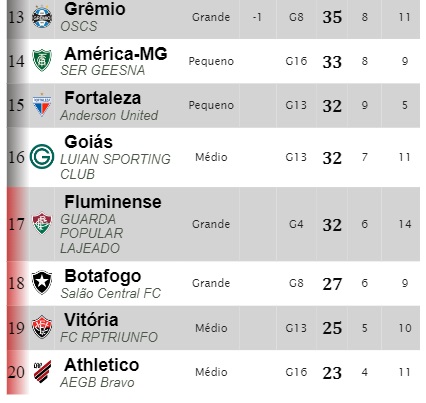 13 Grêmio Grande -1 G8 35 8 11
OSCS
14 América-MG Pequeno G16 33 8 9
SER GEESNA
15 Fortaleza Pequeno G13 32 9 5
Anderson United
16 Goiás Médio G13 32 7 11
LUIAN SPORTING
CLUB
17 Fluminense Grande G4 32 6 14
GUARDA
POPULAR
LAJEADO
18 Botafogo Grande G8 27 6 9
Salão Central FC
19 Vitória Médio G13 25 5 10
FC RPTRIUNFO
20 Athletico Médio G16 23 4 11
AEGB Bravo